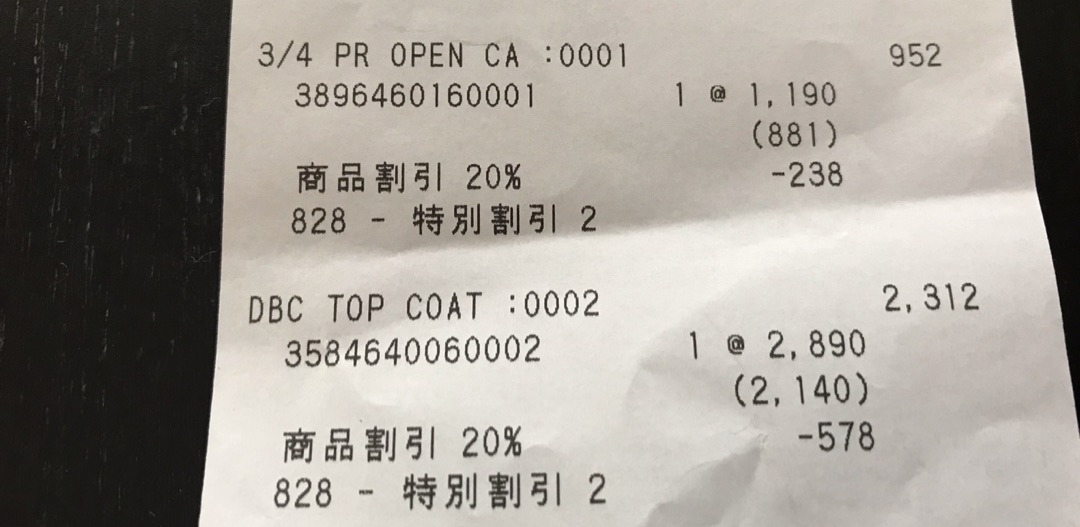 3/4 PR OPEN CA :0001 952
3896460160001 1 @ 1,190
(881)
商品割引 20% -238
828 - 特別割引 2
DBC TOP COAT :0002 2,312
3584640060002 1 @ 2,890
(2,140)
商品割引 20% -578
828 - 特別割引 2